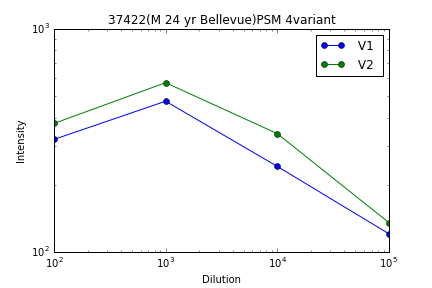 37422(M 24 yr Bellevue)PSM 4variant
10³
V1
V2
Intensity
10²
10² 10³ 10⁴ 10⁵
Dilution